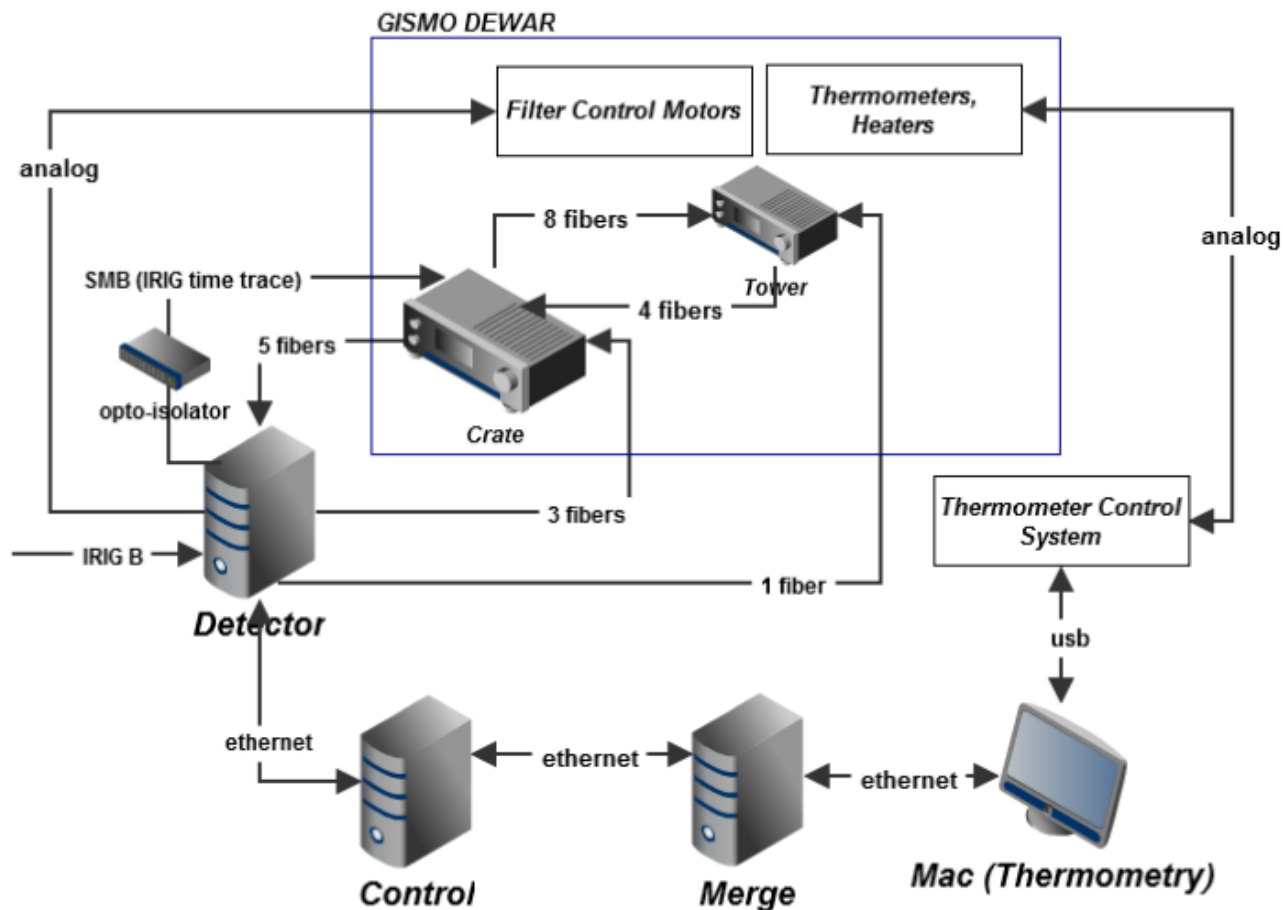 GISMO DEWAR
Filter Control Motors
Thermometers,
Heaters
analog
8 fibers
analog
SMB (IRIG time trace)
Tower
4 fibers
5 fibers
opto-isolator
Crate
3 fibers
Thermometer Control
System
IRIG B
1 fiber
Detector
usb
ethernet
ethernet
ethernet
Control
Merge
Mac (Thermometry)